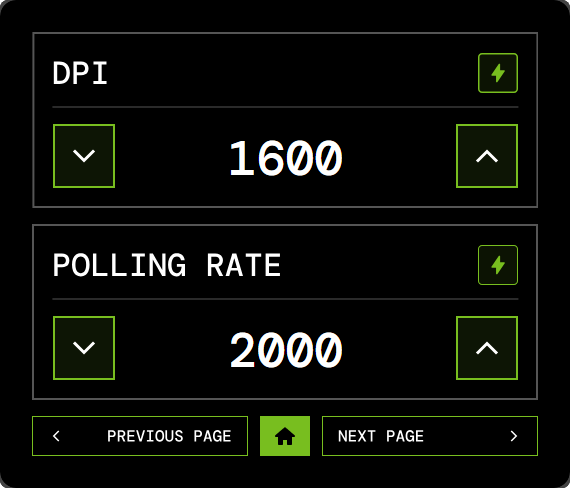 DPI
1600
POLLING RATE
2000
PREVIOUS PAGE
NEXT PAGE